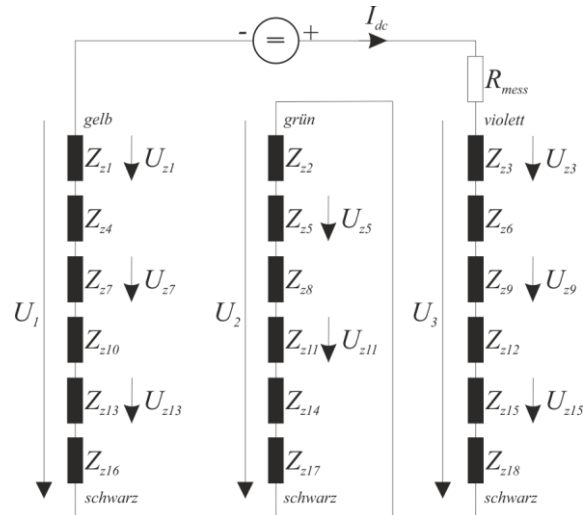 - = + I_dc
R_mess
gelb grün violett
Z_z1 U_z1 Z_z2 Z_z3 U_z3
Z_z4 Z_z5 U_z5 Z_z6
Z_z7 U_z7 Z_z8 Z_z9 U_z9
U_1 U_2 U_3
Z_z10 Z_z11 U_z11 Z_z12
Z_z13 U_z13 Z_z14 Z_z15 U_z15
Z_z16 Z_z17 Z_z18
schwarz schwarz schwarz